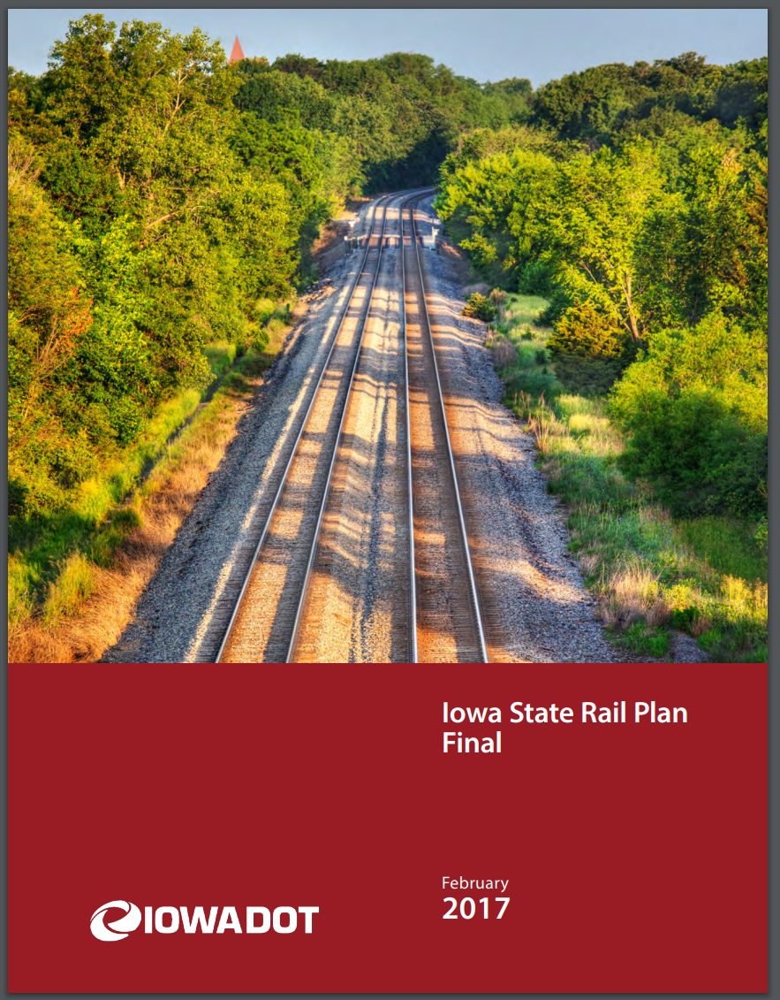 Iowa State Rail Plan
Final
February
2017
IOWADOT